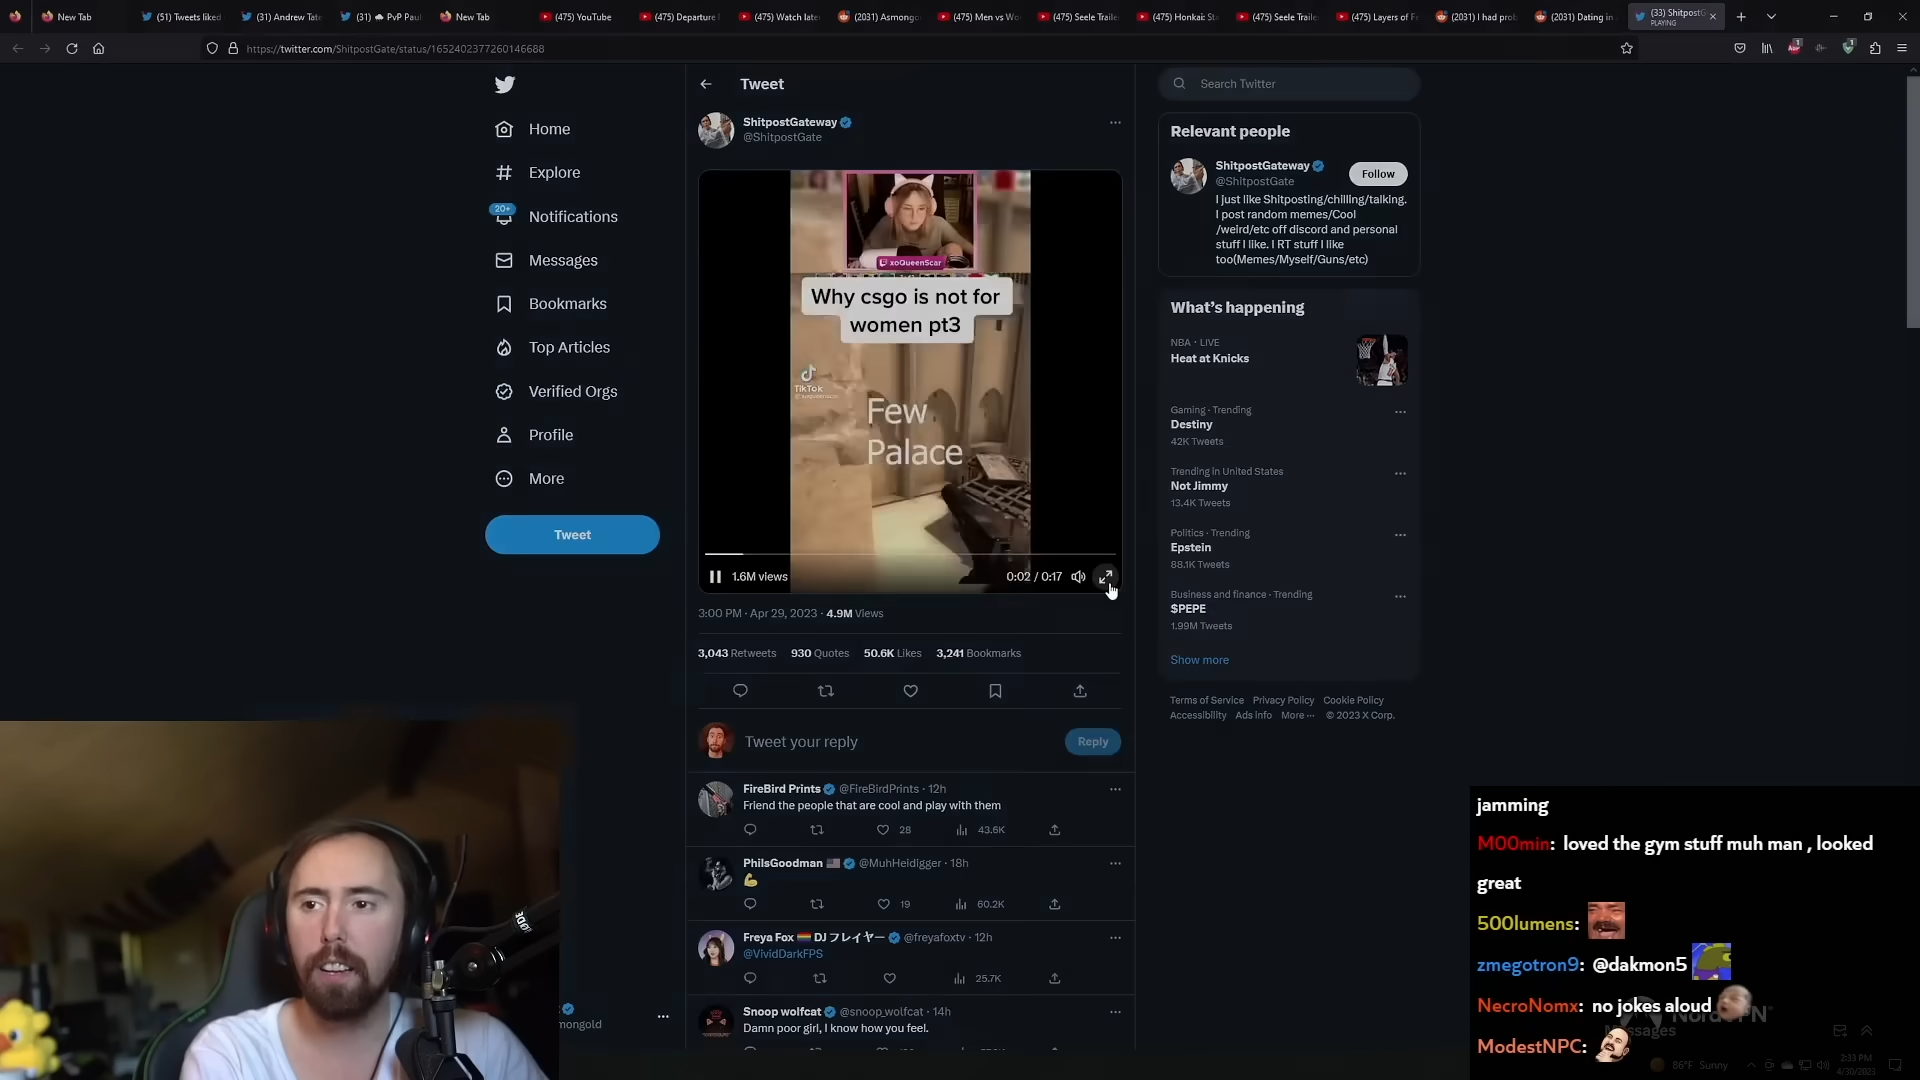 New Tab
(51) Tweets liked
(31) Andrew Tate
(31) 🌧 PvP Paul
New Tab
(475) YouTube
(475) Departure
(475) Watch late
(2031) Asmongo
(475) Men vs Wo
(475) Seele Traile
(475) Honkai: Sta
(475) Seele Traile
(475) Layers of F
(2031) I had prob
(2031) Dating in
(33) ShitpostG
PLAYING
https://twitter.com/ShitpostGate/status/1652402377260146688
Home
Explore
20+
Notifications
Messages
Bookmarks
Top Articles
Verified Orgs
Profile
More
Tweet
Tweet
ShitpostGateway
@ShitpostGate
xoQueenScar
Why csgo is not for
women pt3
TikTok
Few
Palace
1.6M views
0:02 / 0:17
3:00 PM · Apr 29, 2023 · 4.9M Views
3,043 Retweets 930 Quotes 50.6K Likes 3,241 Bookmarks
Tweet your reply
Reply
FireBird Prints @FireBirdPrints · 12h
Friend the people that are cool and play with them
28 43.6K
PhilsGoodman 🇺🇸 @MuhHeidigger · 18h
💪
19 60.2K
Freya Fox 🏳️‍🌈 DJ フレイヤー @freyafoxtv · 12h
@VividDarkFPS
25.7K
Snoop wolfcat @snoop_wolfcat · 14h
Damn poor girl, I know how you feel.
Search Twitter
Relevant people
ShitpostGateway
@ShitpostGate
Follow
I just like Shitposting/chilling/talking.
I post random memes/Cool
/weird/etc off discord and personal
stuff I like. I RT stuff I like
too(Memes/Myself/Guns/etc)
What's happening
NBA · LIVE
Heat at Knicks
Gaming · Trending
Destiny
42K Tweets
Trending in United States
Not Jimmy
13.4K Tweets
Politics · Trending
Epstein
88.1K Tweets
Business and finance · Trending
$PEPE
1.99M Tweets
Show more
Terms of Service Privacy Policy Cookie Policy
Accessibility Ads info More ··· © 2023 X Corp.
mongold
jamming
M00min: loved the gym stuff muh man , looked
great
500lumens:
zmegotron9: @dakmon5
NecroNomx: no jokes aloud
Messages
ModestNPC:
86°F Sunny
2:33 PM
4/30/2023